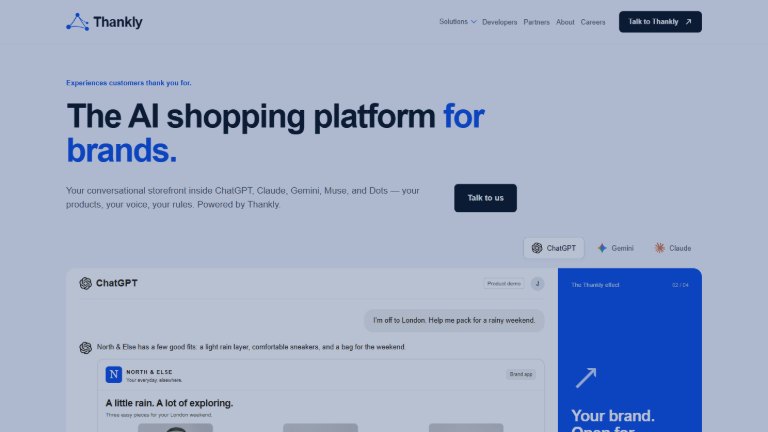 Thankly
Solutions Developers Partners About Careers Talk to Thankly
Experiences customers thank you for.
The AI shopping platform for
brands.
Your conversational storefront inside ChatGPT, Claude, Gemini, Muse, and Dots — your
products, your voice, your rules. Powered by Thankly.
Talk to us
ChatGPT Gemini Claude
ChatGPT
Product demo J
The Thankly effect 02 / 04
I'm off to London. Help me pack for a rainy weekend.
North & Else has a few good fits: a light rain layer, comfortable sneakers, and a bag for the weekend.
N NORTH & ELSE
Your everyday, elsewhere.
Brand app
A little rain. A lot of exploring.
Three easy pieces for your London weekend.
Your brand.
Open for